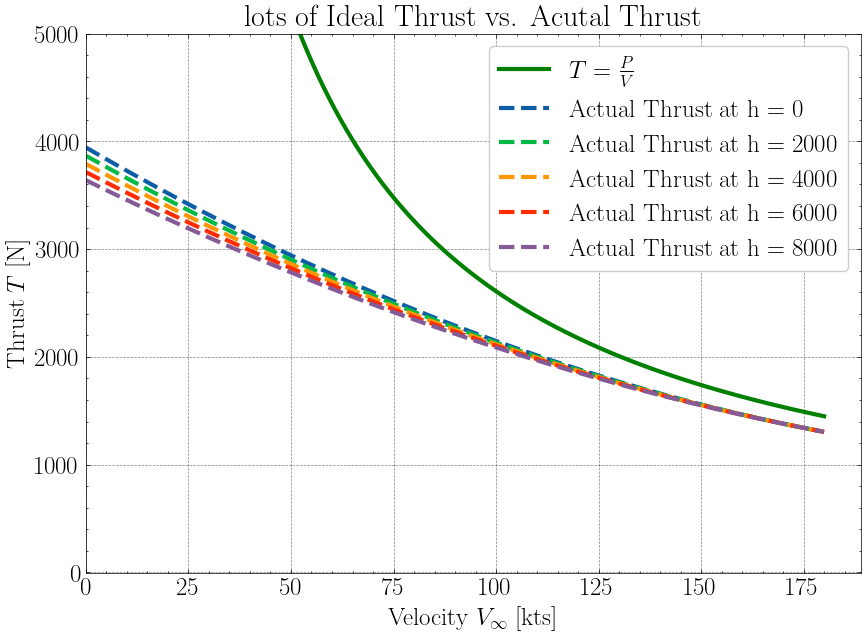 lots of Ideal Thrust vs. Acutal Thrust
5000
4000
3000
2000
1000
0
Thrust T [N]
T = P/V
Actual Thrust at h = 0
Actual Thrust at h = 2000
Actual Thrust at h = 4000
Actual Thrust at h = 6000
Actual Thrust at h = 8000
0 25 50 75 100 125 150 175
Velocity V∞ [kts]